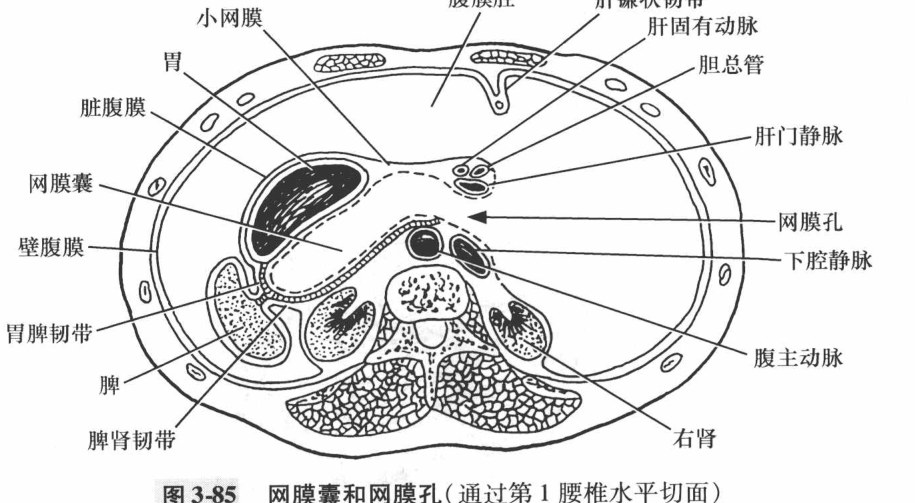 小网膜
肝固有动脉
胃
胆总管
脏腹膜
肝门静脉
网膜囊
网膜孔
壁腹膜
下腔静脉
胃脾韧带
腹主动脉
脾
脾肾韧带
右肾
图 3-85 网膜囊和网膜孔(通过第 1 腰椎水平切面)